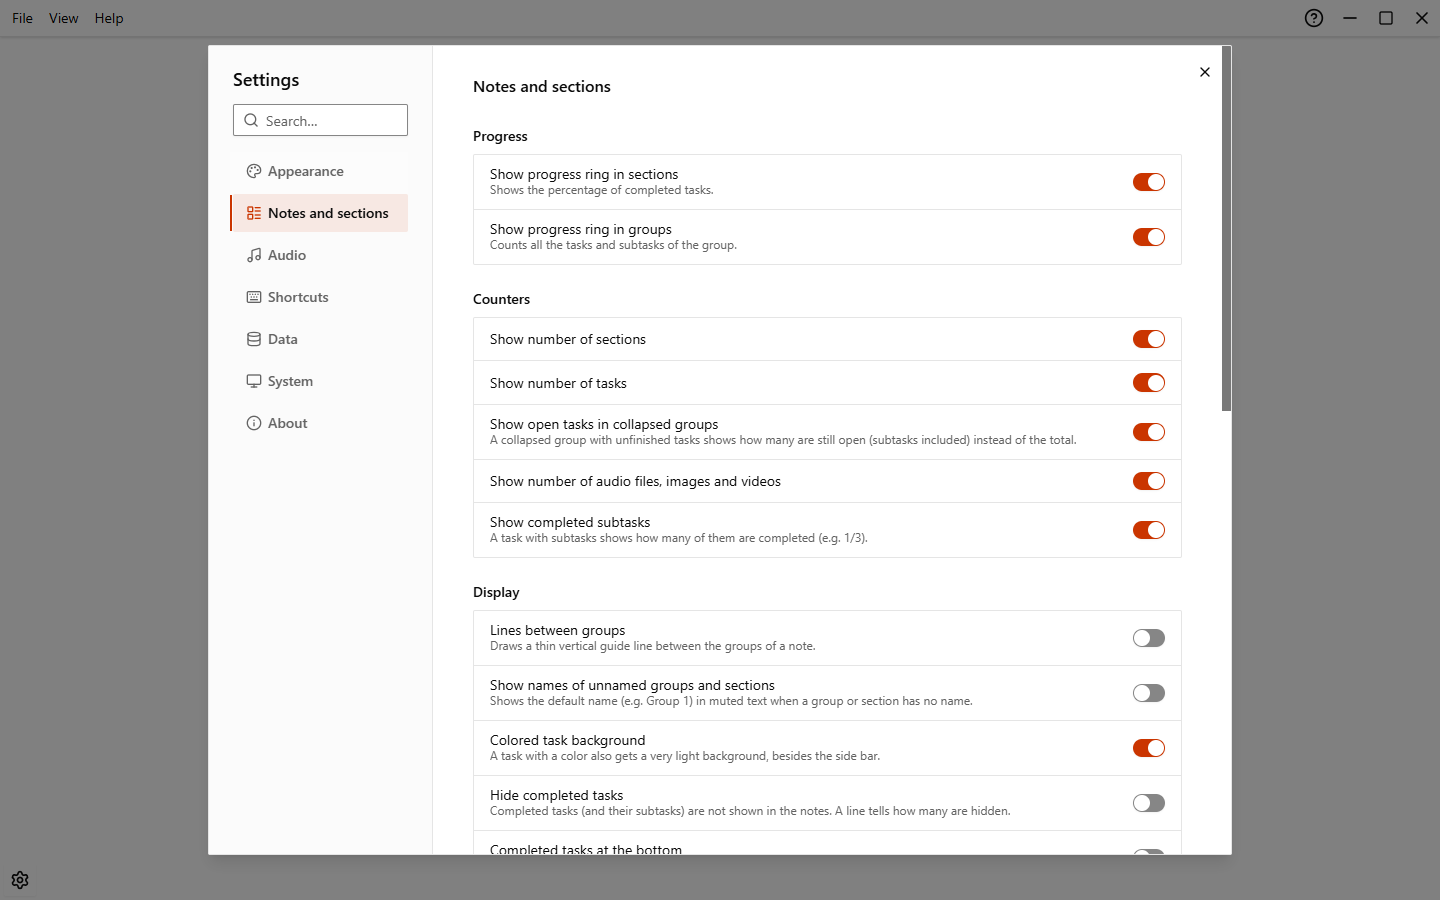 File View Help
Settings
Search...
Appearance
Notes and sections
Audio
Shortcuts
Data
System
About
Notes and sections
Progress
Show progress ring in sections
Shows the percentage of completed tasks.
Show progress ring in groups
Counts all the tasks and subtasks of the group.
Counters
Show number of sections
Show number of tasks
Show open tasks in collapsed groups
A collapsed group with unfinished tasks shows how many are still open (subtasks included) instead of the total.
Show number of audio files, images and videos
Show completed subtasks
A task with subtasks shows how many of them are completed (e.g. 1/3).
Display
Lines between groups
Draws a thin vertical guide line between the groups of a note.
Show names of unnamed groups and sections
Shows the default name (e.g. Group 1) in muted text when a group or section has no name.
Colored task background
A task with a color also gets a very light background, besides the side bar.
Hide completed tasks
Completed tasks (and their subtasks) are not shown in the notes. A line tells how many are hidden.
Completed tasks at the bottom